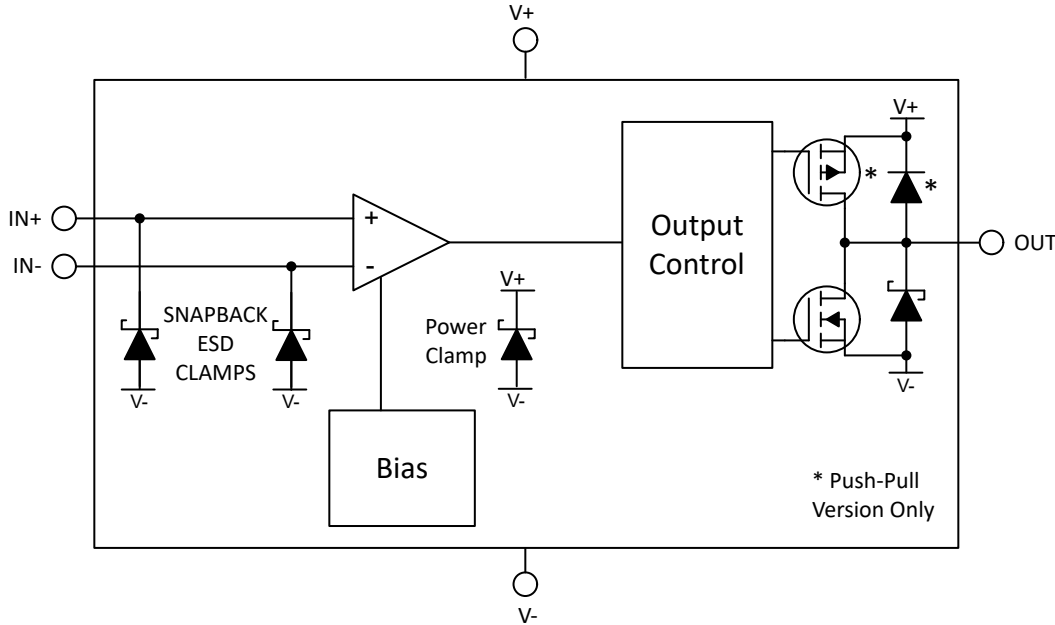 V+
V+
*
*
IN+
+
Output
Control
OUT
IN-
-
V+
SNAPBACK
ESD
CLAMPS
Power
Clamp
V-
V-
V-
V-
Bias
* Push-Pull
Version Only
V-